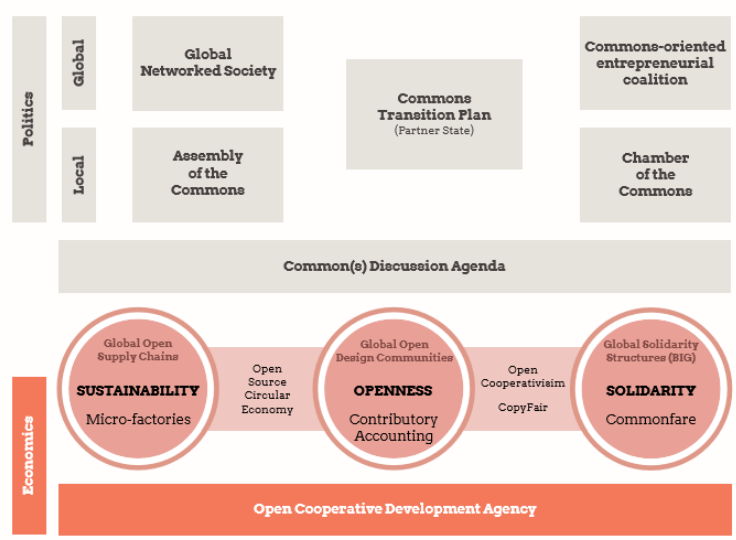 Politics
Global
Local
Global
Networked Society
Assembly
of the
Commons
Commons
Transition Plan
(Partner State)
Commons-oriented
entrepreneurial
coalition
Chamber
of the
Commons
Common(s) Discussion Agenda
Economics
Global Open
Supply Chains
SUSTAINABILITY
Micro-factories
Open
Source
Circular
Economy
Global Open
Design Communities
OPENNESS
Contributory
Accounting
Open
Cooperativisim
CopyFair
Global Solidarity
Structures (BIG)
SOLIDARITY
Commonfare
Open Cooperative Development Agency